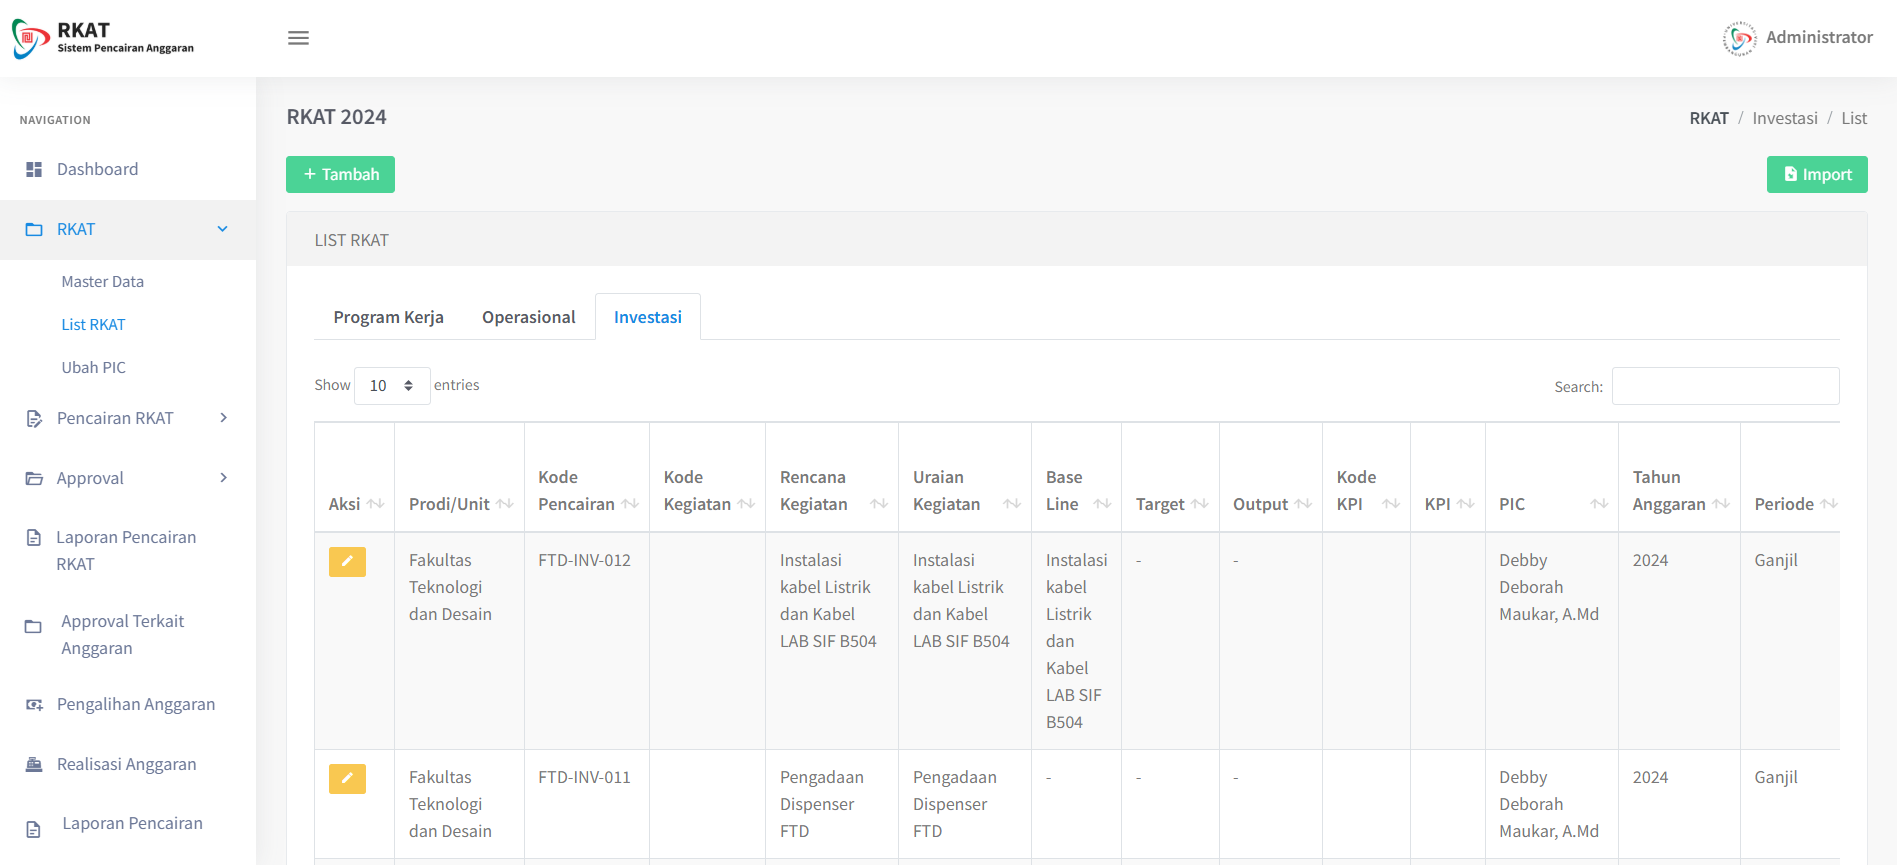 RKAT
Sistem Pencairan Anggaran
Administrator
NAVIGATION
Dashboard
RKAT
Master Data
List RKAT
Ubah PIC
Pencairan RKAT
Approval
Laporan Pencairan
RKAT
Approval Terkait
Anggaran
Pengalihan Anggaran
Realisasi Anggaran
Laporan Pencairan
RKAT 2024
RKAT / Investasi / List
+ Tambah
Import
LIST RKAT
Program Kerja
Operasional
Investasi
Show 10 entries
Search:
Aksi
Prodi/Unit
Kode
Pencairan
Kode
Kegiatan
Rencana
Kegiatan
Uraian
Kegiatan
Base
Line
Target
Output
Kode
KPI
KPI
PIC
Tahun
Anggaran
Periode
Fakultas
Teknologi
dan Desain
FTD-INV-012
Instalasi
kabel Listrik
dan Kabel
LAB SIF B504
Instalasi
kabel Listrik
dan Kabel
LAB SIF B504
Instalasi
kabel
Listrik
dan
Kabel
LAB SIF
B504
-
-
Debby
Deborah
Maukar, A.Md
2024
Ganjil
Fakultas
Teknologi
dan Desain
FTD-INV-011
Pengadaan
Dispenser
FTD
Pengadaan
Dispenser
FTD
-
-
-
Debby
Deborah
Maukar, A.Md
2024
Ganjil